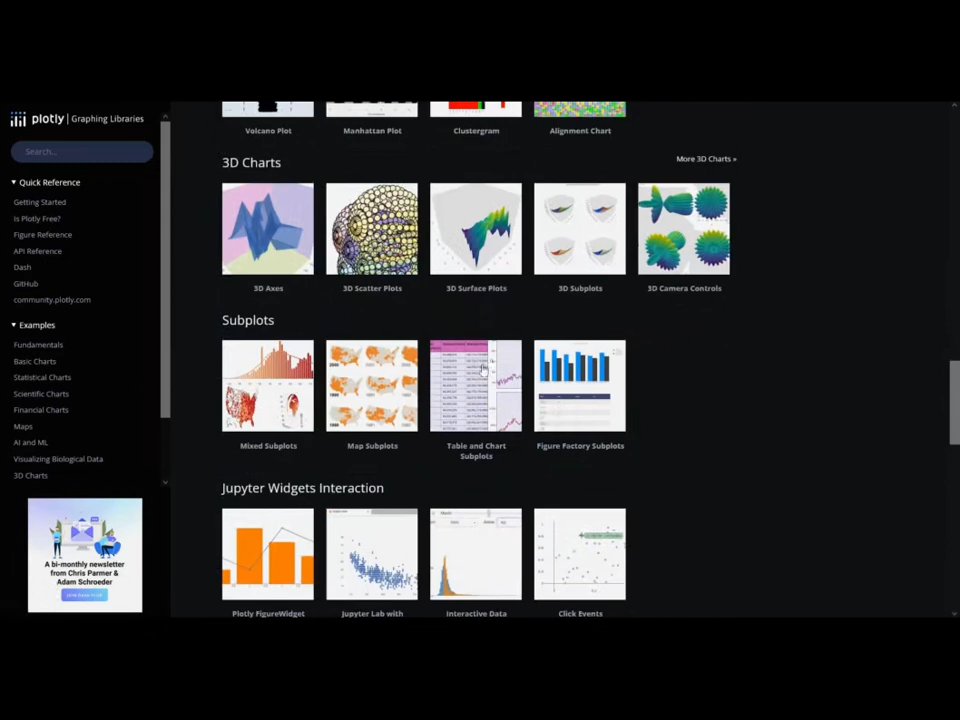 plotly | Graphing Libraries
Search...
Quick Reference
Getting Started
Is Plotly Free?
Figure Reference
API Reference
Dash
GitHub
community.plotly.com
Examples
Fundamentals
Basic Charts
Statistical Charts
Scientific Charts
Financial Charts
Maps
AI and ML
Visualizing Biological Data
3D Charts
A bi-monthly newsletter
from Chris Parmer &
Adam Schroeder
Volcano Plot
Manhattan Plot
Clustergram
Alignment Chart
3D Charts
More 3D Charts »
3D Axes
3D Scatter Plots
3D Surface Plots
3D Subplots
3D Camera Controls
Subplots
Mixed Subplots
Map Subplots
Table and Chart
Subplots
Figure Factory Subplots
Jupyter Widgets Interaction
Plotly FigureWidget
Jupyter Lab with
Interactive Data
Click Events